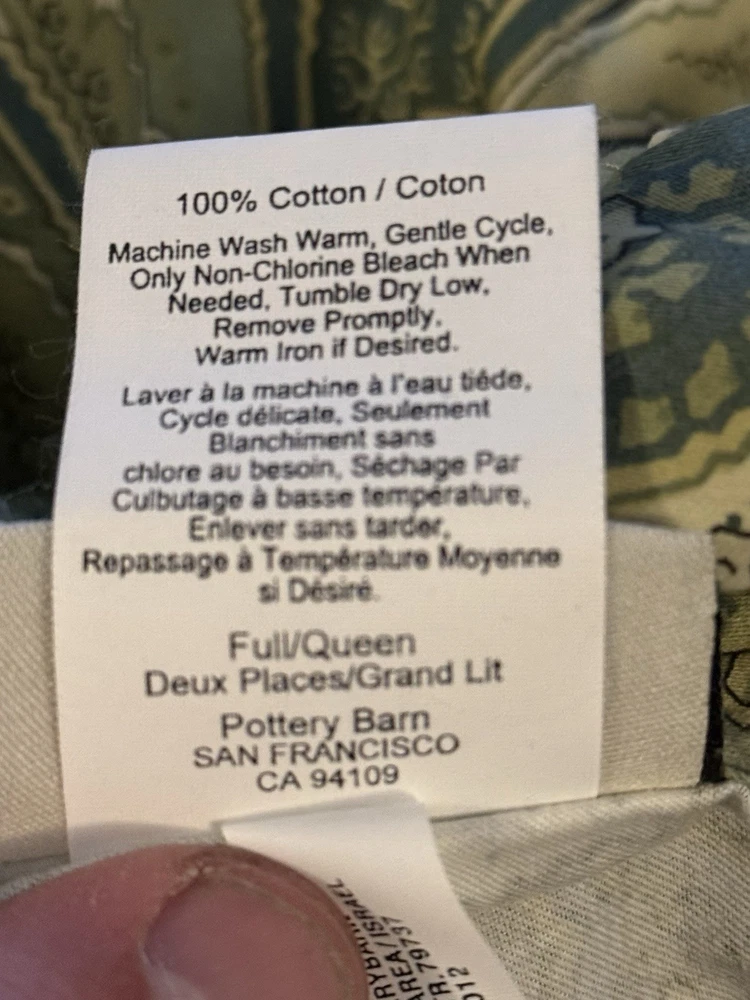 100% Cotton / Coton
Machine Wash Warm, Gentle Cycle,
Only Non-Chlorine Bleach When
Needed, Tumble Dry Low,
Remove Promptly,
Warm Iron if Desired.
Laver à la machine à l'eau tiéde,
Cycle délicate, Seulement
Blanchiment sans
chlore au besoin, Séchage Par
Culbutage à basse température,
Enlever sans tarder,
Repassage à Température Moyenne
si Désiré.
Full/Queen
Deux Places/Grand Lit
Pottery Barn
SAN FRANCISCO
CA 94109
ISRAEL
79737